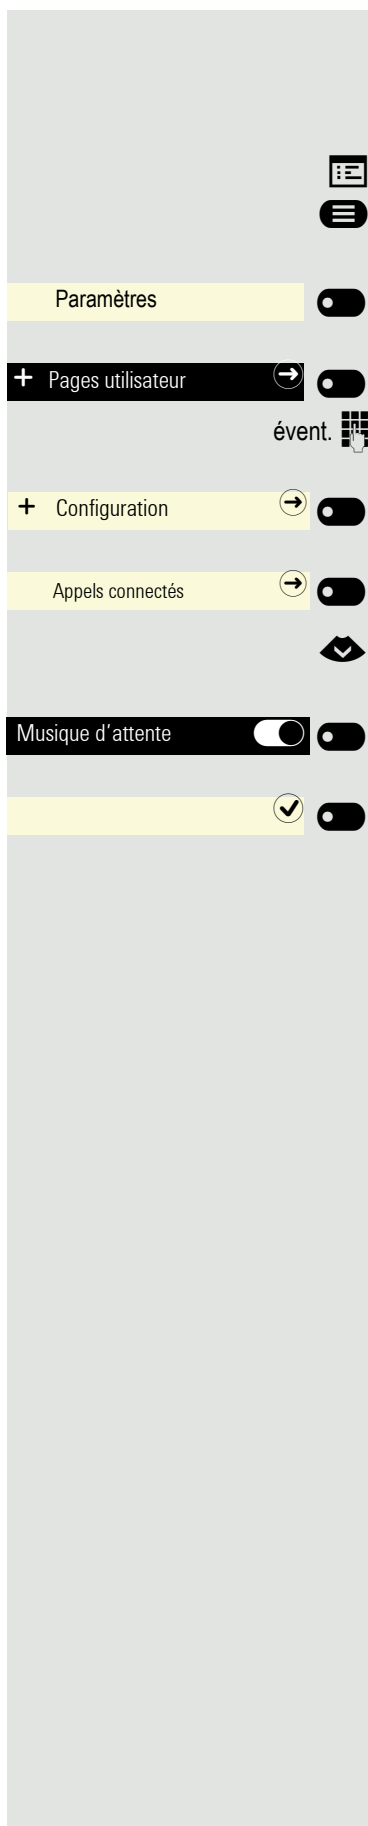 Paramètres
+ Pages utilisateur
évent.
+ Configuration
Appels connectés
Musique d'attente